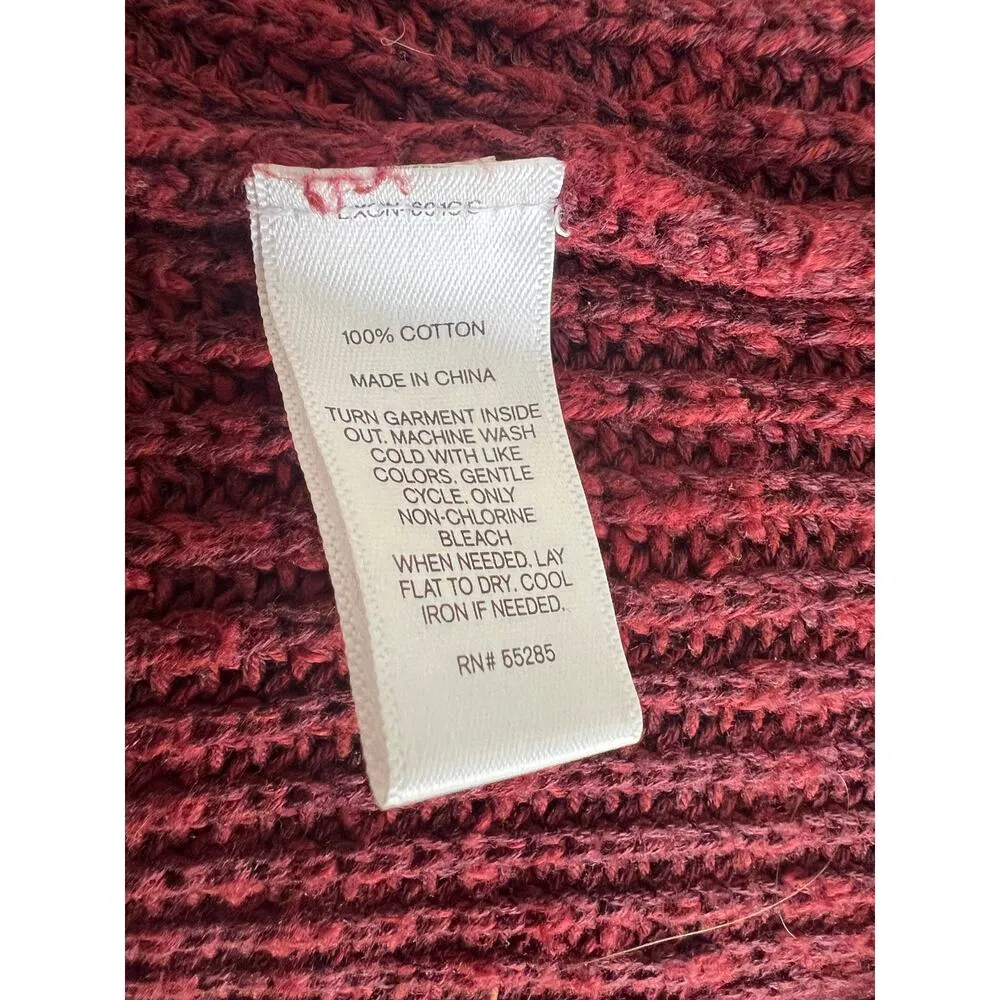 100% COTTON
MADE IN CHINA
TURN GARMENT INSIDE
OUT. MACHINE WASH
COLD WITH LIKE
COLORS. GENTLE
CYCLE. ONLY
NON-CHLORINE
BLEACH
WHEN NEEDED. LAY
FLAT TO DRY. COOL
IRON IF NEEDED.
RN# 55285